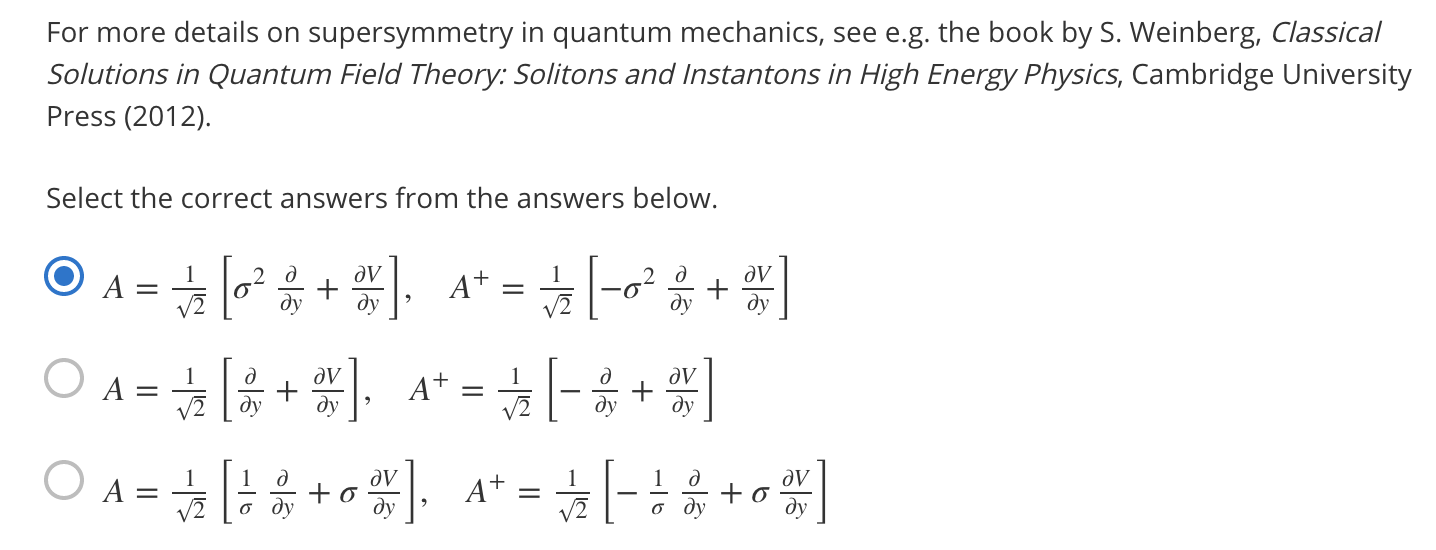 For more details on supersymmetry in quantum mechanics, see e.g. the book by S. Weinberg, Classical
Solutions in Quantum Field Theory: Solitons and Instantons in High Energy Physics, Cambridge University
Press (2012).
Select the correct answers from the answers below.
A = \frac{1}{\sqrt{2}} \left[ \sigma^2 \frac{\partial}{\partial y} + \frac{\partial V}{\partial y} \right], A^+ = \frac{1}{\sqrt{2}} \left[ -\sigma^2 \frac{\partial}{\partial y} + \frac{\partial V}{\partial y} \right]
A = \frac{1}{\sqrt{2}} \left[ \frac{\partial}{\partial y} + \frac{\partial V}{\partial y} \right], A^+ = \frac{1}{\sqrt{2}} \left[ -\frac{\partial}{\partial y} + \frac{\partial V}{\partial y} \right]
A = \frac{1}{\sqrt{2}} \left[ \frac{1}{\sigma} \frac{\partial}{\partial y} + \sigma \frac{\partial V}{\partial y} \right], A^+ = \frac{1}{\sqrt{2}} \left[ -\frac{1}{\sigma} \frac{\partial}{\partial y} + \sigma \frac{\partial V}{\partial y} \right]